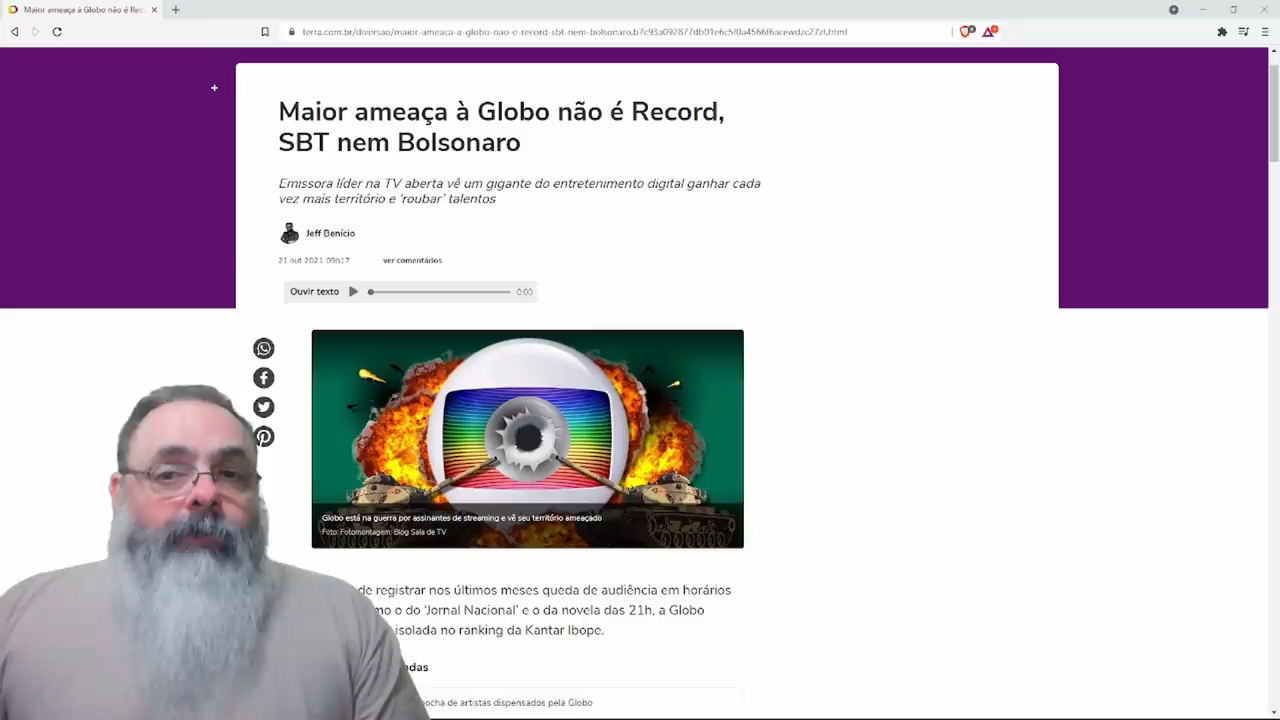 Maior ameaça à Globo não é Rec
terra.com.br/diversao/maior-ameaca-a-globo-nao-e-record-sbt-nem-bolsonaro,b7c93a092877db01e6c5f0a4566f6acewdzc27zf.html
Maior ameaça à Globo não é Record,
SBT nem Bolsonaro
Emissora líder na TV aberta vê um gigante do entretenimento digital ganhar cada
vez mais território e ‘roubar’ talentos
Jeff Benício
21 out 2021 09h17
ver comentários
Ouvir texto
0:00
Globo está na guerra por assinantes de streaming e vê seu território ameaçado
Foto: Fotomontagem: Blog Sala de TV
de registrar nos últimos meses queda de audiência em horários
mo o do ‘Jornal Nacional’ e o da novela das 21h, a Globo
isolada no ranking da Kantar Ibope.
das
pocha de artistas dispensados pela Globo